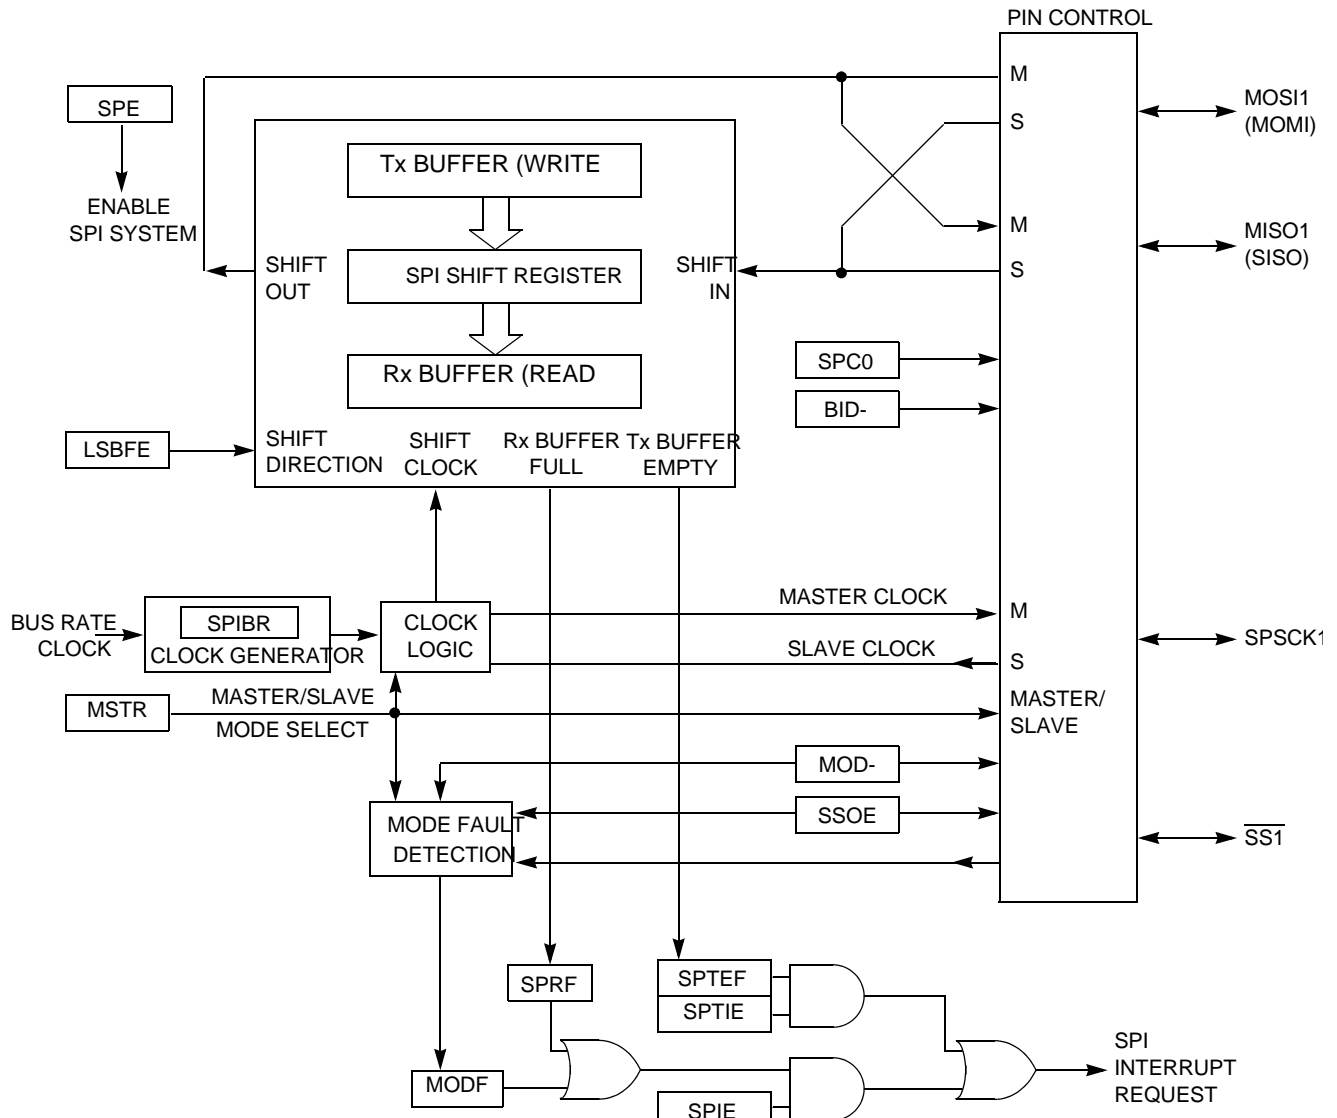 PIN CONTROL
M
MOSI1
(MOMI)
S
SPE
ENABLE
SPI SYSTEM
Tx BUFFER (WRITE
M
MISO1
(SISO)
S
SHIFT
OUT
SPI SHIFT REGISTER
SHIFT
IN
Rx BUFFER (READ
SPC0
BID-
LSBFE
SHIFT
DIRECTION
SHIFT
CLOCK
Rx BUFFER
FULL
Tx BUFFER
EMPTY
BUS RATE
CLOCK
SPIBR
CLOCK GENERATOR
CLOCK
LOGIC
MASTER CLOCK
M
SLAVE CLOCK
S
SPSCK1
MSTR
MASTER/SLAVE
MODE SELECT
MASTER/
SLAVE
MOD-
SSOE
MODE FAULT
DETECTION
SS1
SPRF
SPTEF
SPTIE
MODF
SPIE
SPI
INTERRUPT
REQUEST